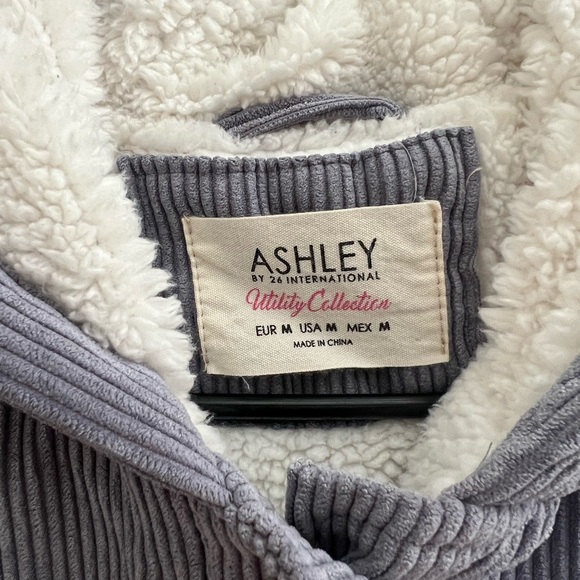 ASHLEY
BY 26 INTERNATIONAL
Utility Collection
EUR M USA M MEX M
MADE IN CHINA